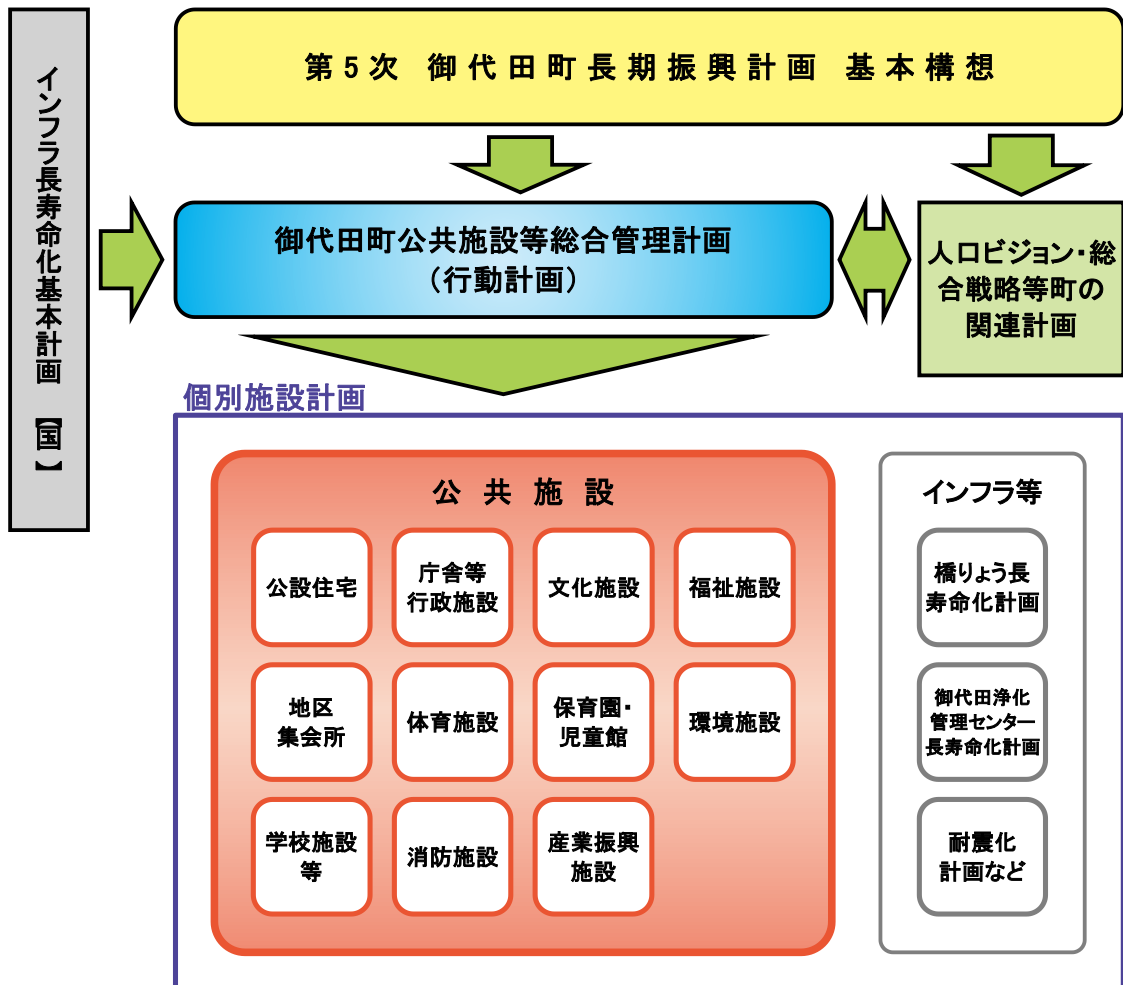 インフラ長寿命化基本計画　【国】
第5次　御代田町長期振興計画　基本構想
御代田町公共施設等総合管理計画
（行動計画）
人口ビジョン・総
合戦略等町の
関連計画
個別施設計画
公共施設
公設住宅
庁舎等
行政施設
文化施設
福祉施設
地区
集会所
体育施設
保育園・
児童館
環境施設
学校施設
等
消防施設
産業振興
施設
インフラ等
橋りょう長
寿命化計画
御代田浄化
管理センター
長寿命化計画
耐震化
計画など